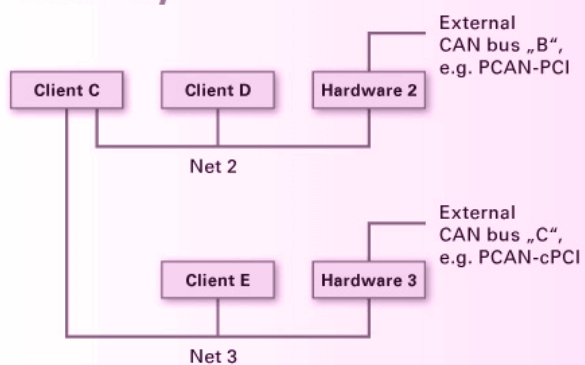 External
CAN bus „B“,
e.g. PCAN-PCI
Client C
Client D
Hardware 2
Net 2
External
CAN bus „C“,
e.g. PCAN-cPCI
Client E
Hardware 3
Net 3